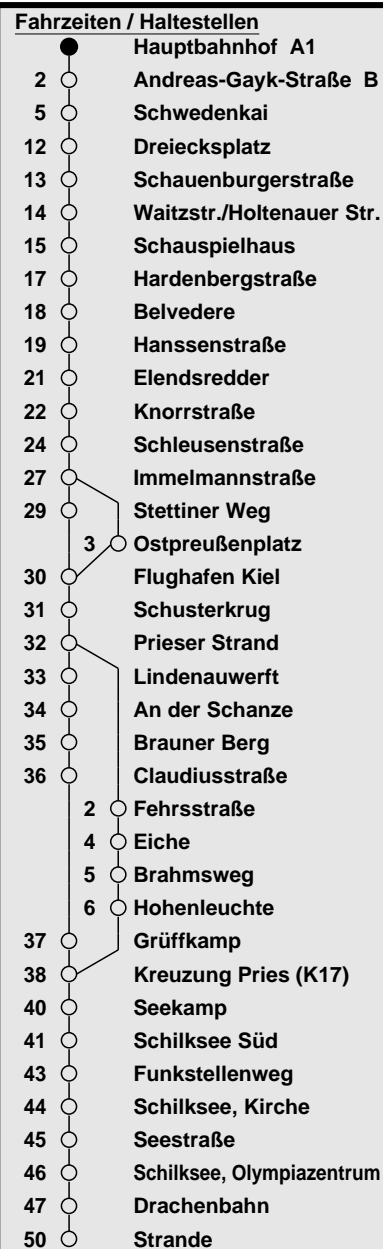 Fahrzeiten / Haltestellen
Hauptbahnhof A1
2 Andreas-Gayk-Straße B
5 Schwedenkai
12 Dreiecksplatz
13 Schauenburgerstraße
14 Waitzstr./Holtenauer Str.
15 Schauspielhaus
17 Hardenbergstraße
18 Belvedere
19 Hanssenstraße
21 Elendsredder
22 Knorrstraße
24 Schleusenstraße
27 Immelmannstraße
29 Stettiner Weg
3 Ostpreußenplatz
30 Flughafen Kiel
31 Schusterkrug
32 Prieser Strand
33 Lindenauwerft
34 An der Schanze
35 Brauner Berg
36 Claudiusstraße
2 Fehrsstraße
4 Eiche
5 Brahmsweg
6 Hohenleuchte
37 Grüffkamp
38 Kreuzung Pries (K17)
40 Seekamp
41 Schilksee Süd
43 Funkstellenweg
44 Schilksee, Kirche
45 Seestraße
46 Schilksee, Olympiazentrum
47 Drachenbahn
50 Strande